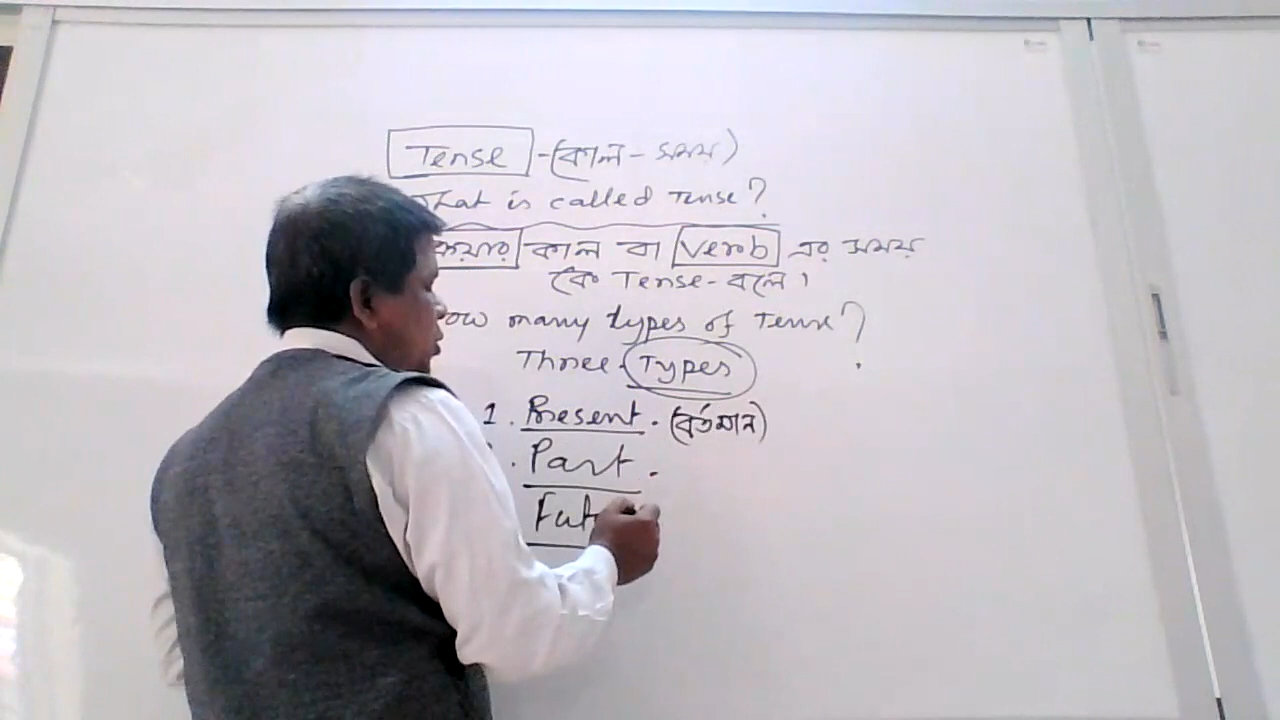 Tense - (কাল - সময়)
What is called Tense?
কাল বা Verb এর সময়
কে Tense - বলে।
How many types of Tense?
Three Types
1. Present. (বর্তমান)
Past.
Fut